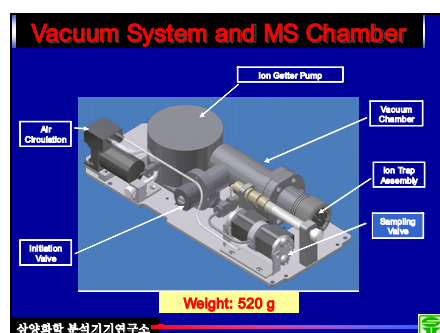 Vacuum System and MS Chamber
Ion Getter Pump
Vacuum
Chamber
Air
Circulation
Ion Trap
Assembly
Sampling
Valve
Initiation
Valve
Weight: 520 g
삼양화학 분석기기연구소